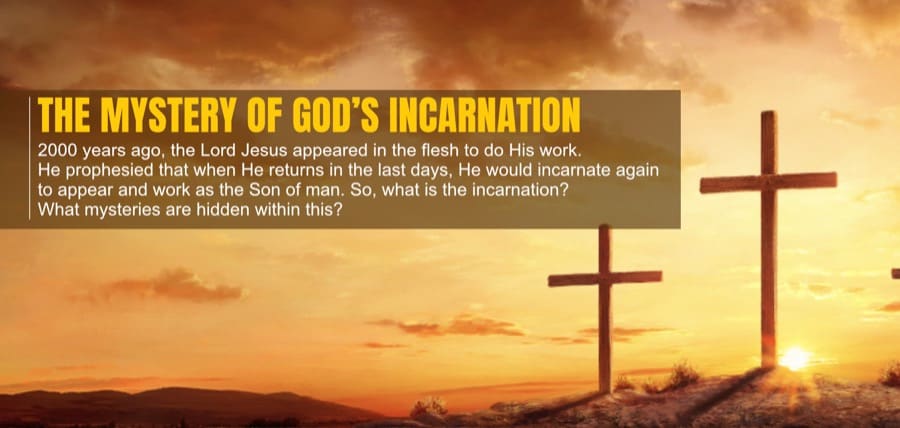 THE MYSTERY OF GOD'S INCARNATION
2000 years ago, the Lord Jesus appeared in the flesh to do His work.
He prophesied that when He returns in the last days, He would incarnate again
to appear and work as the Son of man. So, what is the incarnation?
What mysteries are hidden within this?